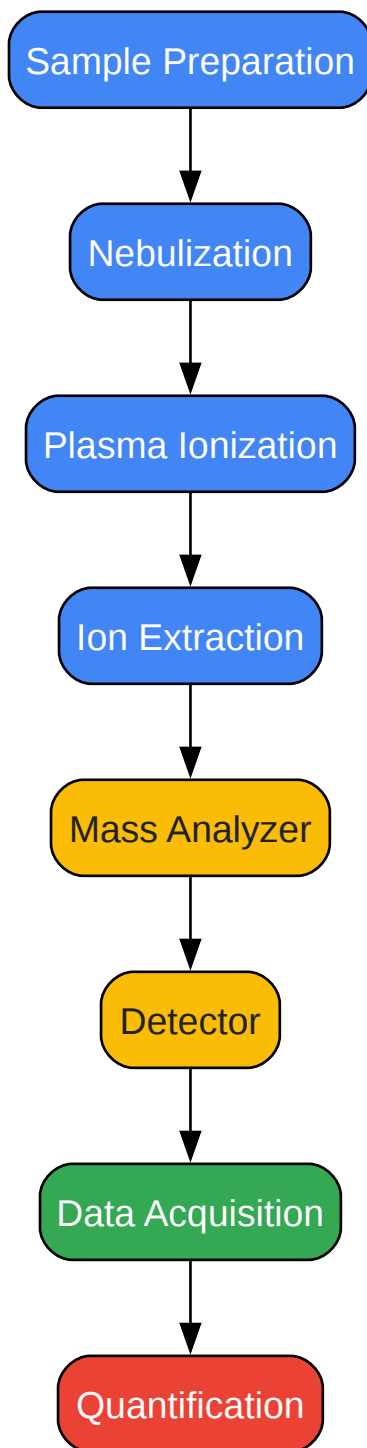 Sample Preparation
Nebulization
Plasma Ionization
Ion Extraction
Mass Analyzer
Detector
Data Acquisition
Quantification